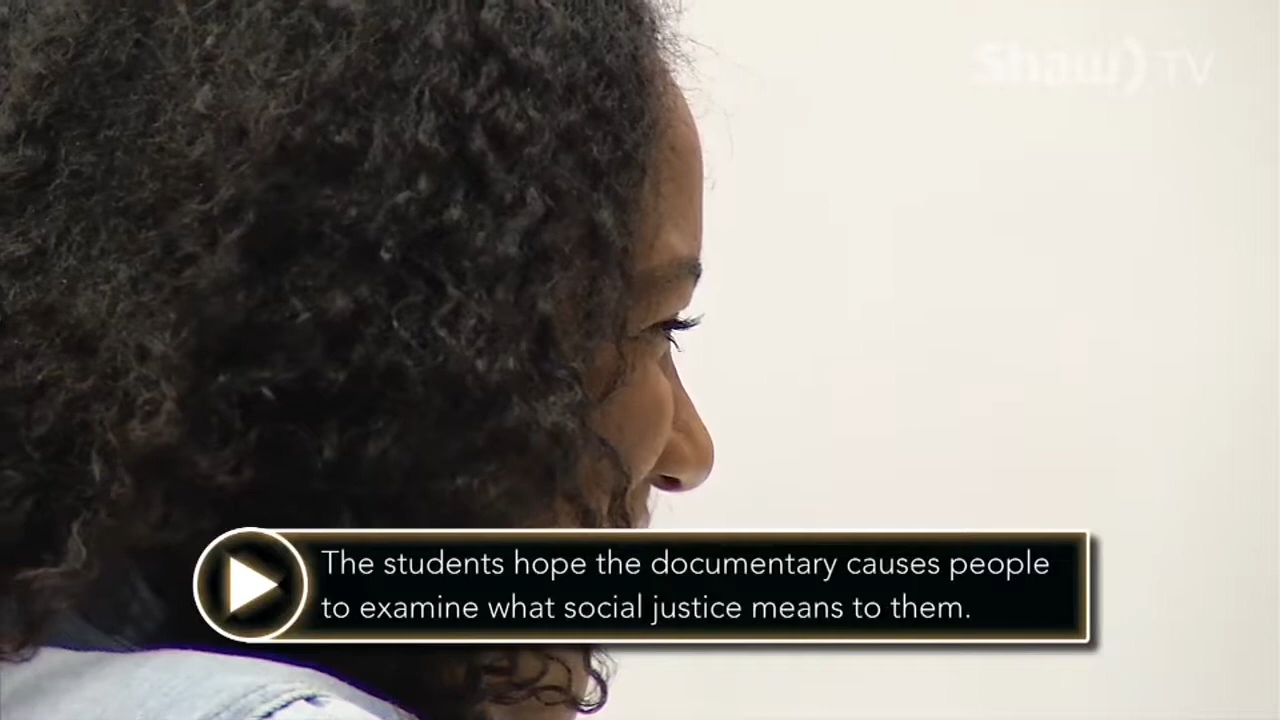 Shaw) TV
The students hope the documentary causes people
to examine what social justice means to them.